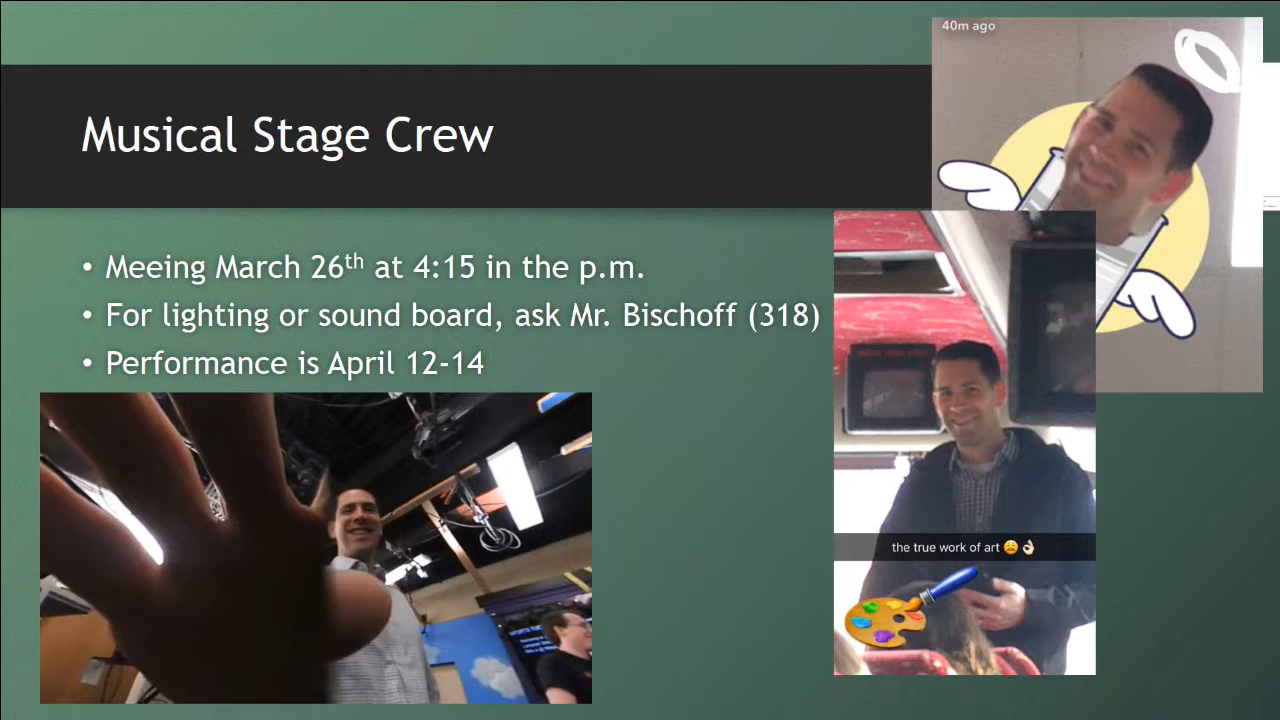 40m ago
Musical Stage Crew
• Meeing March 26th at 4:15 in the p.m.
• For lighting or sound board, ask Mr. Bischoff (318)
• Performance is April 12-14
the true work of art 😩👌🏻